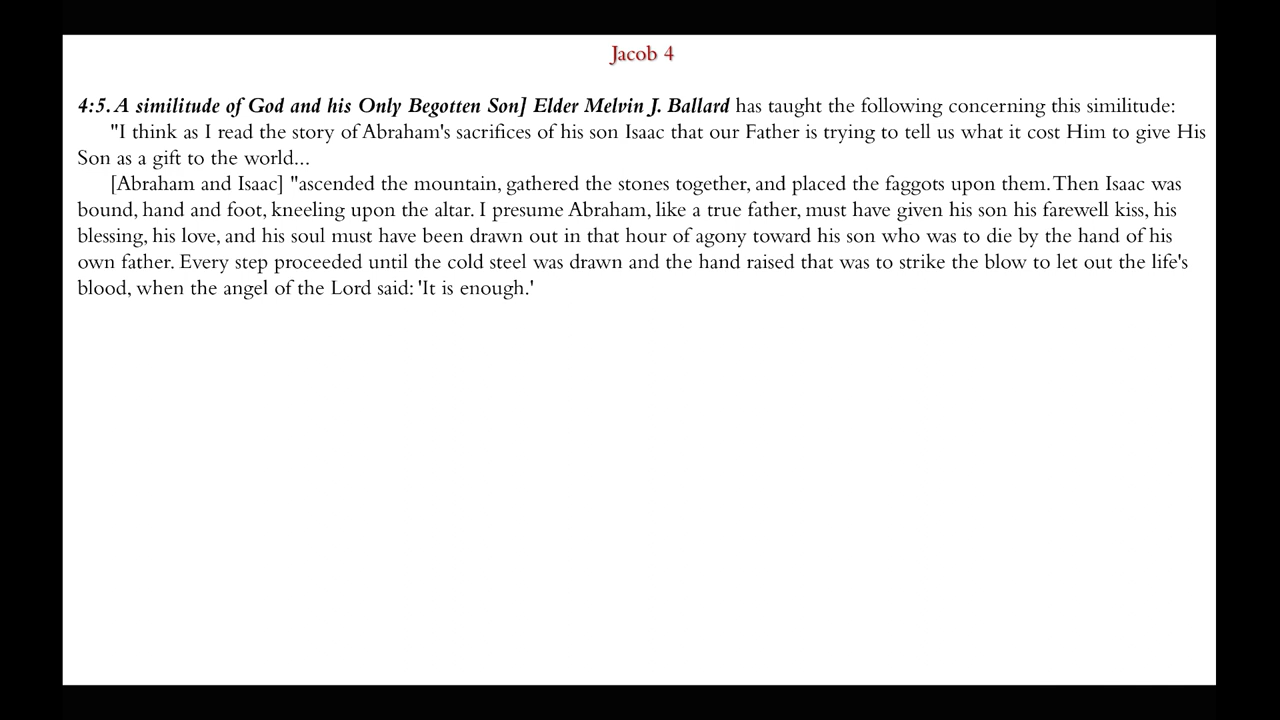 Jacob 4
4:5. A similitude of God and his Only Begotten Son] Elder Melvin J. Ballard has taught the following concerning this similitude:
"I think as I read the story of Abraham's sacrifices of his son Isaac that our Father is trying to tell us what it cost Him to give His
Son as a gift to the world...
[Abraham and Isaac] "ascended the mountain, gathered the stones together, and placed the faggots upon them. Then Isaac was
bound, hand and foot, kneeling upon the altar. I presume Abraham, like a true father, must have given his son his farewell kiss, his
blessing, his love, and his soul must have been drawn out in that hour of agony toward his son who was to die by the hand of his
own father. Every step proceeded until the cold steel was drawn and the hand raised that was to strike the blow to let out the life's
blood, when the angel of the Lord said: 'It is enough.'